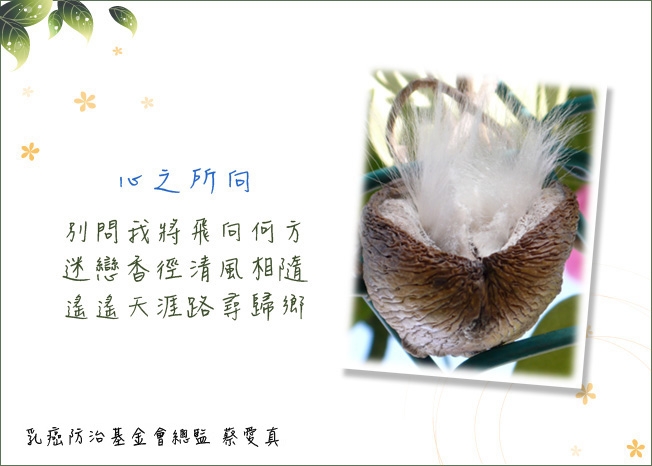 心之所向
別問我將飛向何方
迷戀香徑清風相隨
遙遙天涯路尋歸鄉
乳癌防治基金會總監 蔡愛真